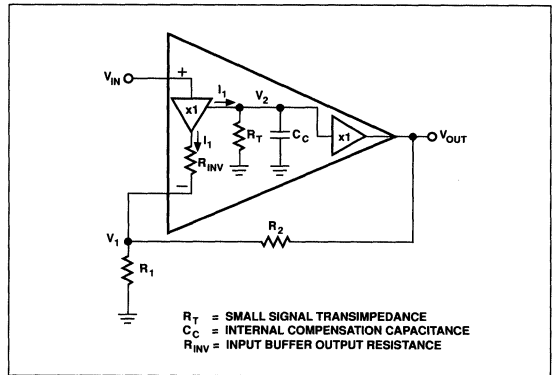 +
V_IN
x1
I_1
V_2
R_T
C_C
x1
V_OUT
I_1
R_INV
−
V_1
R_2
R_1
R_T = SMALL SIGNAL TRANSIMPEDANCE
C_C = INTERNAL COMPENSATION CAPACITANCE
R_INV = INPUT BUFFER OUTPUT RESISTANCE